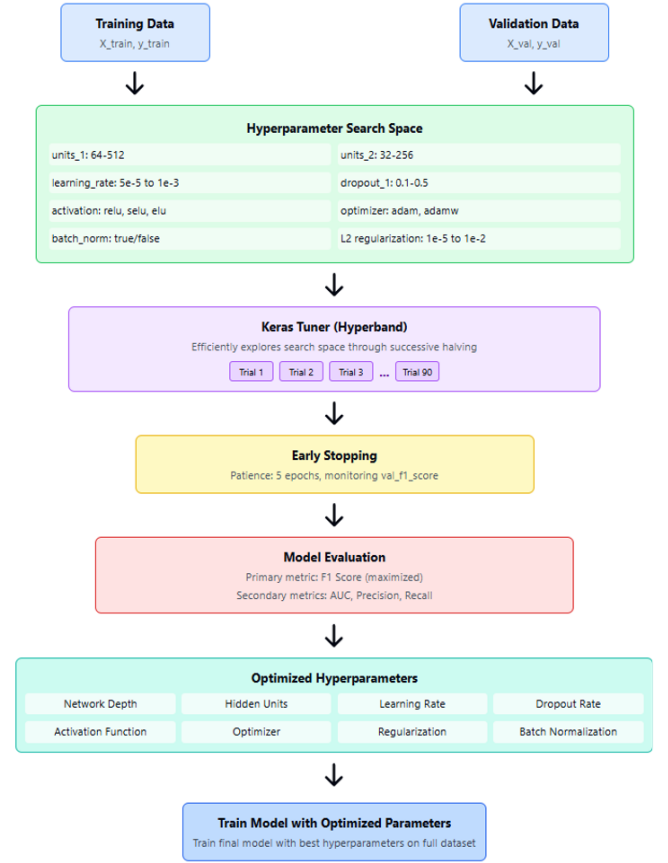 Training Data
X_train, y_train
Validation Data
X_val, y_val
Hyperparameter Search Space
units_1: 64-512
units_2: 32-256
learning_rate: 5e-5 to 1e-3
dropout_1: 0.1-0.5
activation: relu, selu, elu
optimizer: adam, adamw
batch_norm: true/false
L2 regularization: 1e-5 to 1e-2
Keras Tuner (Hyperband)
Efficiently explores search space through successive halving
Trial 1
Trial 2
Trial 3
...
Trial 90
Early Stopping
Patience: 5 epochs, monitoring val_f1_score
Model Evaluation
Primary metric: F1 Score (maximized)
Secondary metrics: AUC, Precision, Recall
Optimized Hyperparameters
Network Depth
Hidden Units
Learning Rate
Dropout Rate
Activation Function
Optimizer
Regularization
Batch Normalization
Train Model with Optimized Parameters
Train final model with best hyperparameters on full dataset